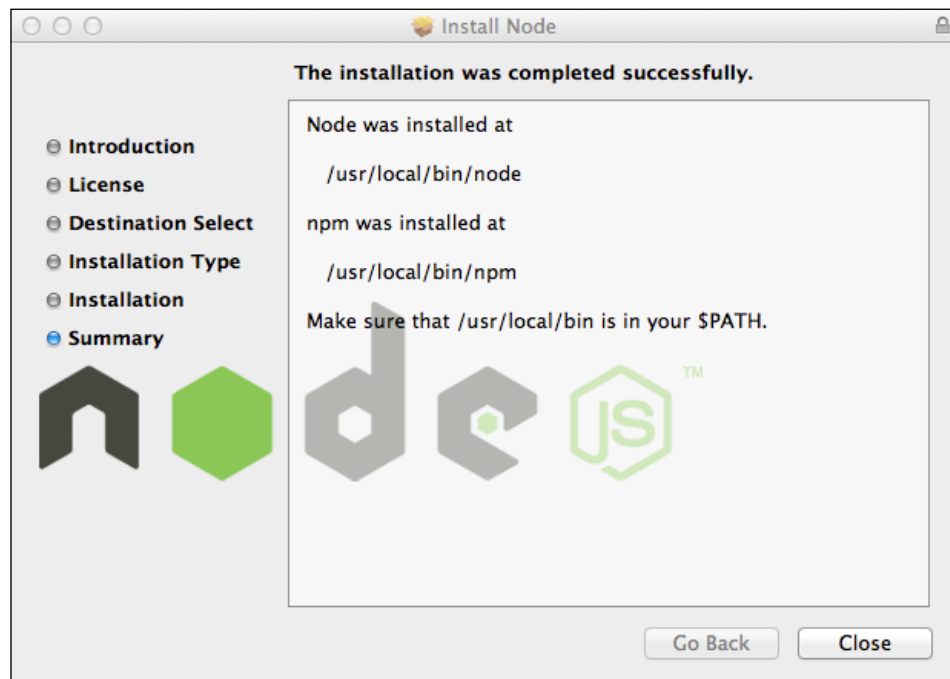 Install Node
The installation was completed successfully.
Introduction
License
Destination Select
Installation Type
Installation
Summary
Node was installed at
/usr/local/bin/node
npm was installed at
/usr/local/bin/npm
Make sure that /usr/local/bin is in your $PATH.
node JS TM
Go Back
Close